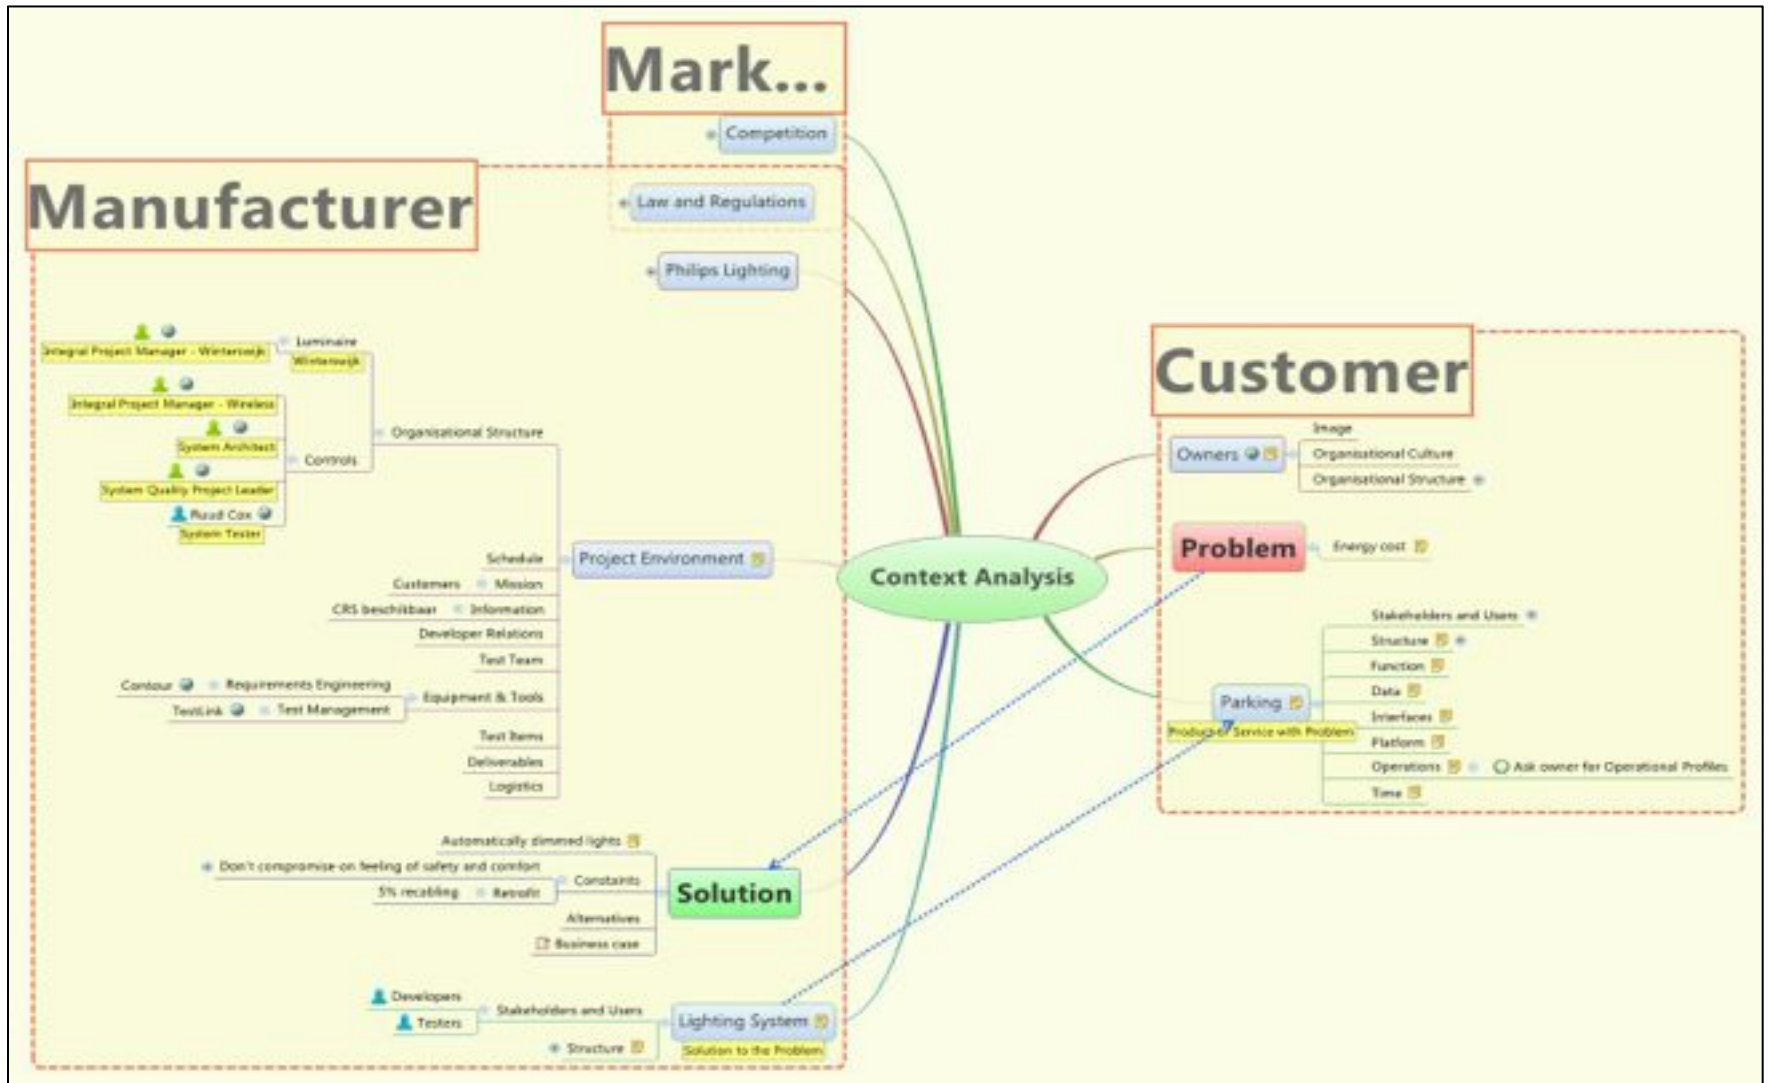 Mark...
Competition
Law and Regulations
Philips Lighting
Manufacturer
Luminaire
Winterswijk
Integral Project Manager - Winterswijk
Integral Project Manager - Wireless
System Architect
Controls
System Quality Project Leader
Ruud Cox
System Tester
Organisational Structure
Project Environment
Schedule
Customers
Mission
CRS beschikbaar
Information
Developer Relations
Test Team
Contour
Requirements Engineering
TestLink
Test Management
Equipment & Tools
Test Items
Deliverables
Logistics
Automatically dimmed lights
Don't compromise on feeling of safety and comfort
Constaints
5% recabling
Retrofit
Solution
Alternatives
Business case
Developers
Testers
Stakeholders and Users
Lighting System
Structure
Solution to the Problem
Context Analysis
Customer
Owners
Image
Organisational Culture
Organisational Structure
Problem
Energy cost
Parking
Product or Service with Problem
Stakeholders and Users
Structure
Function
Data
Interfaces
Platform
Operations
Ask owner for Operational Profiles
Time